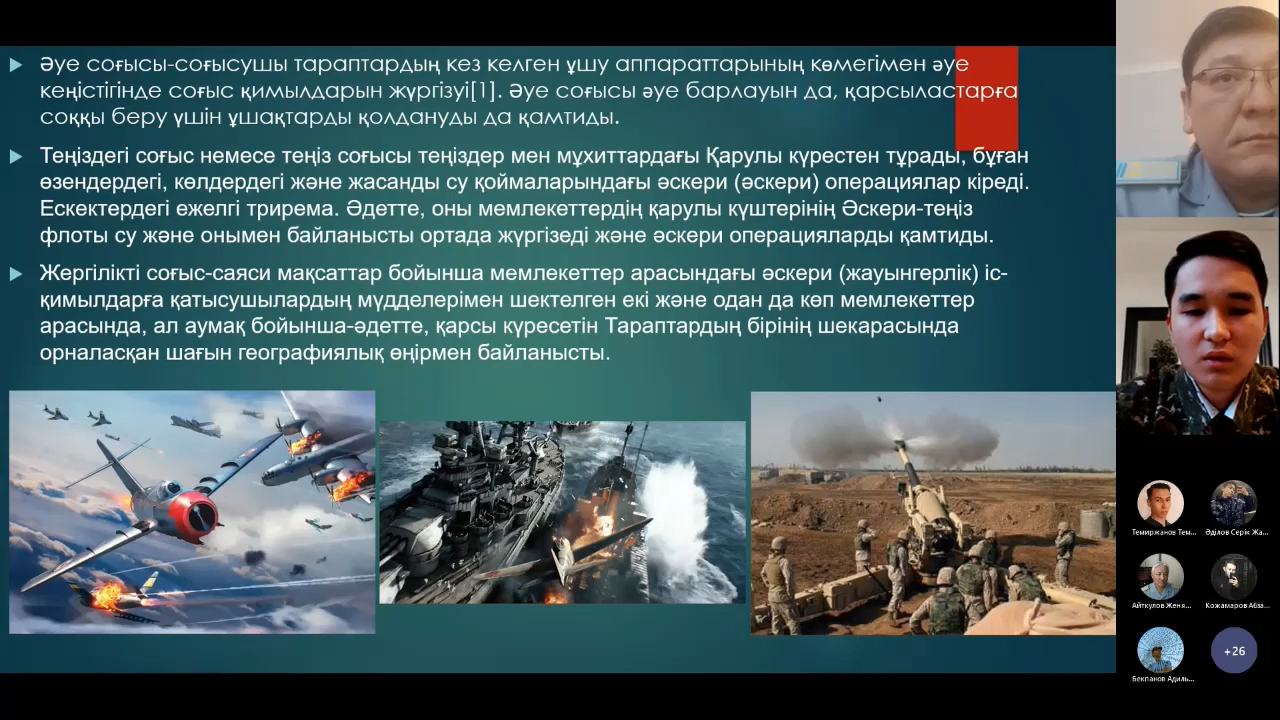 Әуе соғысы-соғысушы тараптардың кез келген ұшу аппараттарының көмегімен әуе
кеңістігінде соғыс қимылдарын жүргізуі[1]. Әуе соғысы әуе барлауын да, қарсыластарға
соққы беру үшін ұшақтарды қолдануды да қамтиды.
Теңіздегі соғыс немесе теңіз соғысы теңіздер мен мұхиттардағы Қарулы күрестен тұрады, бұған
өзендердегі, көлдердегі және жасанды су қоймаларындағы әскери (әскери) операциялар кіреді.
Ескектердегі ежелгі трирема. Әдетте, оны мемлекеттердің қарулы күштерінің Әскери-теңіз
флоты су және онымен байланысты ортада жүргізеді және әскери операцияларды қамтиды.
Жергілікті соғыс-саяси мақсаттар бойынша мемлекеттер арасындағы әскери (жауынгерлік) іс-
қимылдарға қатысушылардың мүдделерімен шектелген екі және одан да көп мемлекеттер
арасында, ал аумақ бойынша-әдетте, қарсы күресетін Тараптардың бірінің шекарасында
орналасқан шағын географиялық өңірмен байланысты.
Темиржанов Тем...
Әділов Серік Жа...
Айткулов Женя...
Кожамаров Абза...
Бекпанов Адиль...
+26